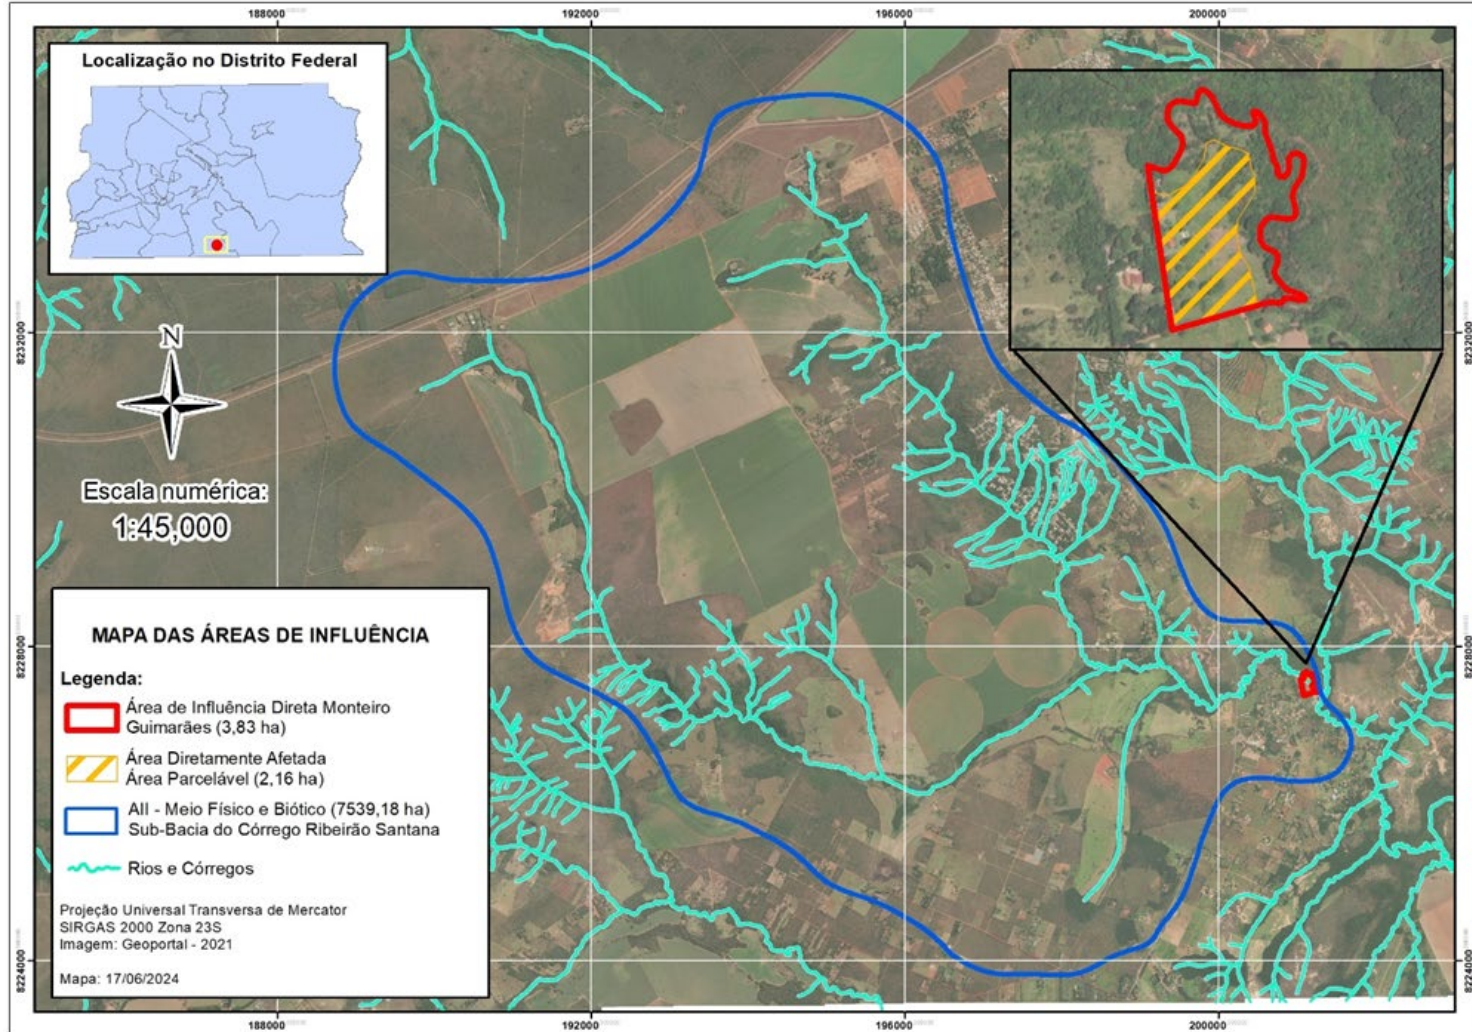 188000
192000
196000
200000
Localização no Distrito Federal
8232000
8232000
N
Escala numérica:
1:45,000
MAPA DAS ÁREAS DE INFLUÊNCIA
Legenda:
Área de Influência Direta Monteiro
Guimarães (3,83 ha)
Área Diretamente Afetada
Área Parcelável (2,16 ha)
AII - Meio Físico e Biótico (7539,18 ha)
Sub-Bacia do Córrego Ribeirão Santana
Rios e Córregos
Projeção Universal Transversa de Mercator
SIRGAS 2000 Zona 23S
Imagem: Geoportal - 2021
Mapa: 17/06/2024
8228000
8228000
8224000
8224000
188000
192000
196000
200000